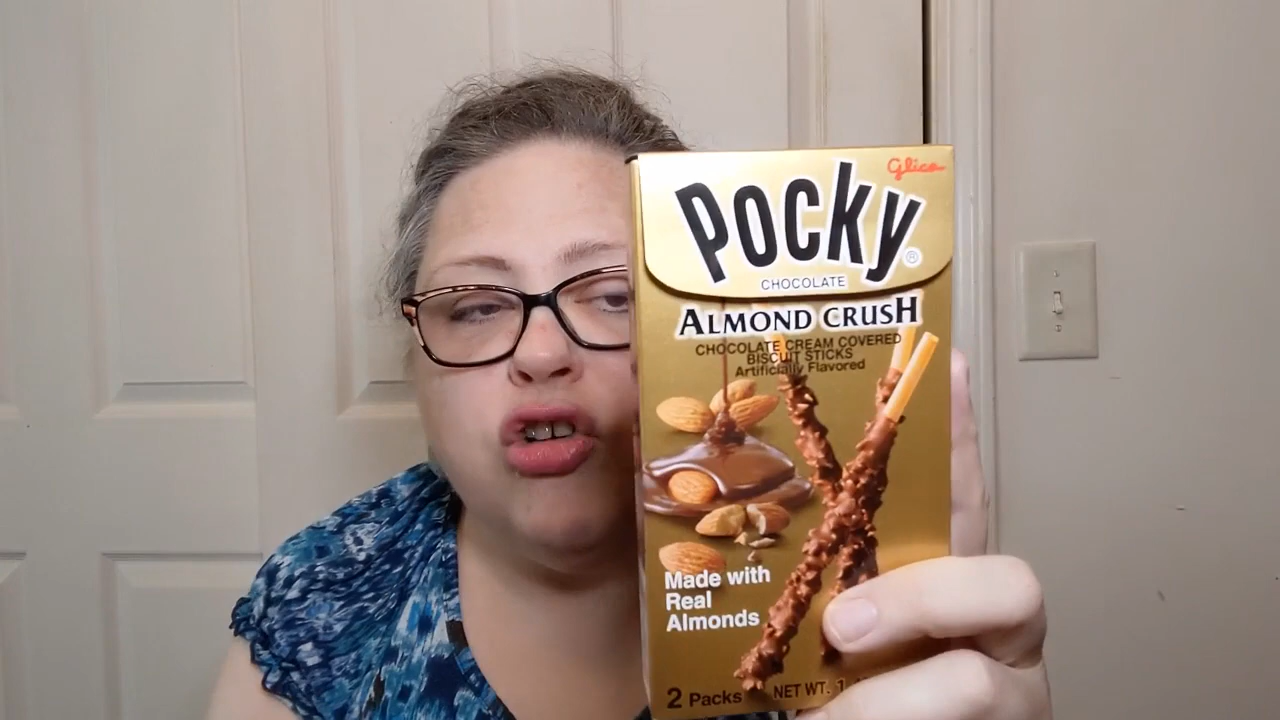 Glico
Pocky®
CHOCOLATE
ALMOND CRUSH
CHOCOLATE CREAM COVERED
BISCUIT STICKS
Artificially Flavored
Made with
Real
Almonds
2 Packs NET WT. 1